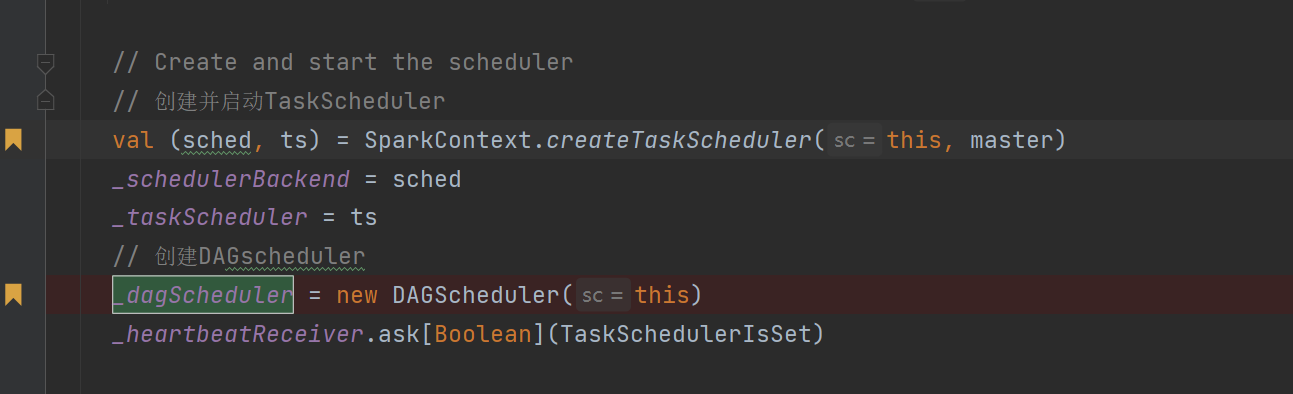 // Create and start the scheduler
// 创建并启动TaskScheduler
val (sched, ts) = SparkContext.createTaskScheduler( sc = this, master)
_schedulerBackend = sched
_taskScheduler = ts
// 创建DAGscheduler
_dagScheduler = new DAGScheduler( sc = this)
_heartbeatReceiver.ask[Boolean](TaskSchedulerIsSet)